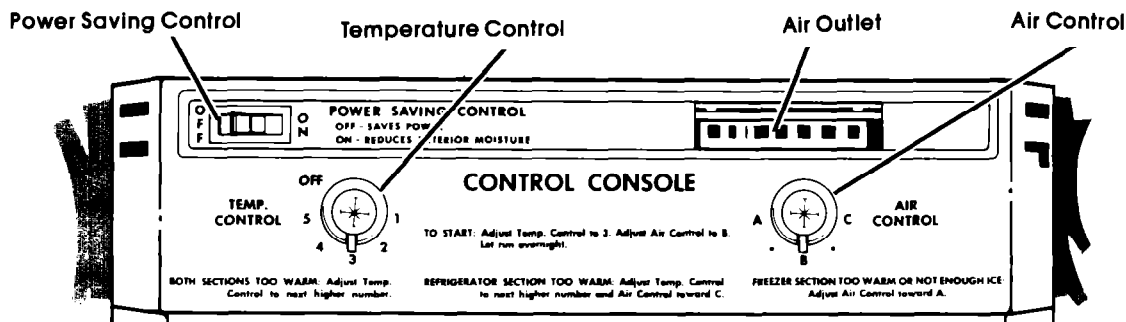 Power Saving Control
Temperature Control
Air Outlet
Air Control
OFF
ON
POWER SAVING CONTROL
OFF - SAVES POWER
ON - REDUCES EXTERIOR MOISTURE
CONTROL CONSOLE
TEMP.
CONTROL
OFF
5
4
3
2
1
TO START: Adjust Temp. Control to 3. Adjust Air Control to B.
Let run overnight.
A
B
C
AIR
CONTROL
BOTH SECTIONS TOO WARM: Adjust Temp.
Control to next higher number.
REFRIGERATOR SECTION TOO WARM: Adjust Temp. Control
to next higher number and Air Control toward C.
FREEZER SECTION TOO WARM OR NOT ENOUGH ICE:
Adjust Air Control toward A.